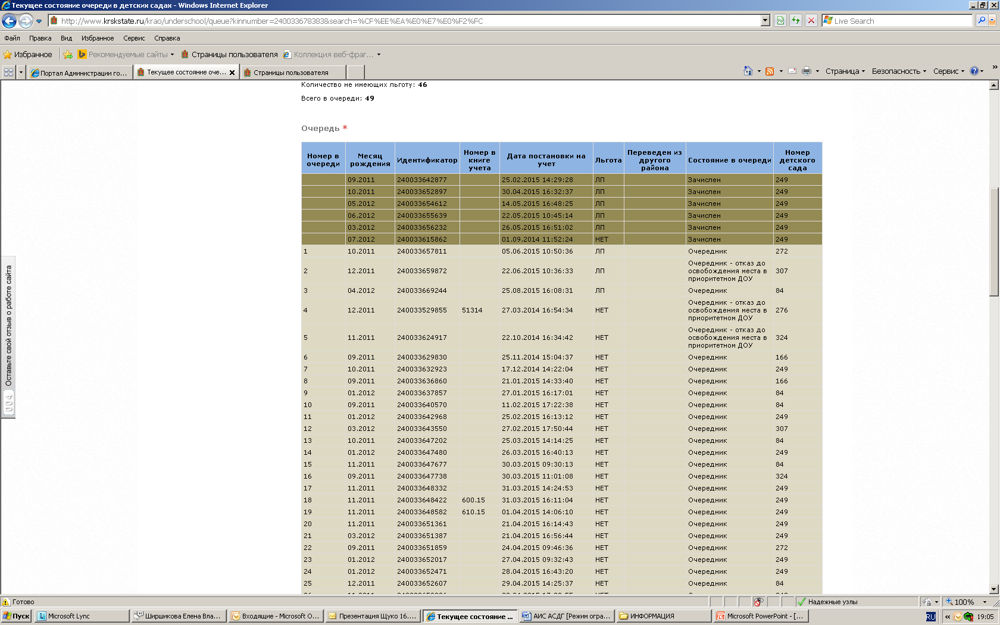 Текущее состояние очереди в детских садах - Windows Internet Explorer
http://www.krskstate.ru/krao/underschool/queue?kinnumber=240033678383&search=%CF%EE%EA%E0%E7%E0%F2%FC
Live Search
Файл Правка Вид Избранное Сервис Справка
Избранное Рекомендуемые сайты Страницы пользователя Коллекция веб-фраг...
Портал Администрации го... Текущее состояние оче... Страницы пользователя Страница Безопасность Сервис
Количество не имеющих льготу: 46
Всего в очереди: 49
Очередь *
Номер в очереди Месяц рождения Идентификатор Номер в книге учета Дата постановки на учет Льгота Переведен из другого района Состояние в очереди Номер детского сада
09.2011 240033642877 25.02.2015 14:29:28 ЛП Зачислен 249
10.2011 240033652897 30.04.2015 16:32:37 ЛП Зачислен 249
05.2012 240033654612 14.05.2015 16:48:25 ЛП Зачислен 249
06.2012 240033655639 22.05.2015 10:45:14 ЛП Зачислен 249
03.2012 240033656232 26.05.2015 16:51:02 ЛП Зачислен 249
07.2012 240033615862 01.09.2014 11:52:24 НЕТ Зачислен 249
1 10.2011 240033657811 05.06.2015 10:50:36 ЛП Очередник 272
2 12.2011 240033659872 22.06.2015 10:36:33 ЛП Очередник - отказ до освобождения места в приоритетном ДОУ 307
3 04.2012 240033669244 25.08.2015 16:08:31 ЛП Очередник 84
4 12.2011 240033529855 51314 27.03.2014 16:54:34 НЕТ Очередник - отказ до освобождения места в приоритетном ДОУ 276
5 11.2011 240033624917 22.10.2014 16:34:42 НЕТ Очередник - отказ до освобождения места в приоритетном ДОУ 324
6 09.2011 240033629830 25.11.2014 15:04:37 НЕТ Очередник 166
7 10.2011 240033632923 17.12.2014 14:22:04 НЕТ Очередник 249
8 09.2011 240033636860 21.01.2015 14:33:40 НЕТ Очередник 166
9 01.2012 240033637857 27.01.2015 16:17:01 НЕТ Очередник 84
10 09.2011 240033640570 11.02.2015 17:22:38 НЕТ Очередник 84
11 01.2012 240033642968 25.02.2015 16:13:12 НЕТ Очередник 249
12 03.2012 240033643550 27.02.2015 17:50:44 НЕТ Очередник 307
13 10.2011 240033647202 25.03.2015 14:14:25 НЕТ Очередник 84
14 01.2012 240033647480 26.03.2015 16:40:13 НЕТ Очередник 249
15 11.2011 240033647677 30.03.2015 09:30:13 НЕТ Очередник 84
16 09.2011 240033647738 30.03.2015 11:01:08 НЕТ Очередник 324
17 11.2011 240033648332 31.03.2015 14:24:53 НЕТ Очередник 249
18 11.2011 240033648422 600.15 31.03.2015 16:11:04 НЕТ Очередник 249
19 11.2011 240033648582 610.15 01.04.2015 14:06:10 НЕТ Очередник 249
20 11.2011 240033651361 21.04.2015 16:14:43 НЕТ Очередник 249
21 03.2012 240033651387 21.04.2015 16:56:44 НЕТ Очередник 249
22 09.2011 240033651859 24.04.2015 09:46:36 НЕТ Очередник 272
23 01.2012 240033652017 27.04.2015 09:32:43 НЕТ Очередник 249
24 01.2012 240033652471 28.04.2015 16:43:20 НЕТ Очередник 249
25 12.2011 240033652607 29.04.2015 14:25:37 НЕТ Очередник 84
Оставьте свой отзыв о работе сайта
004
Готово Надежные узлы 100%
Пуск Microsoft Lync Ширшикова Елена Вла... Входящие - Microsoft O... Презентация Щуко 16.... Текущее состояние ... АИС АСДГ [Режим огра... ИНФОРМАЦИЯ Microsoft PowerPoint - [... RU 19:05